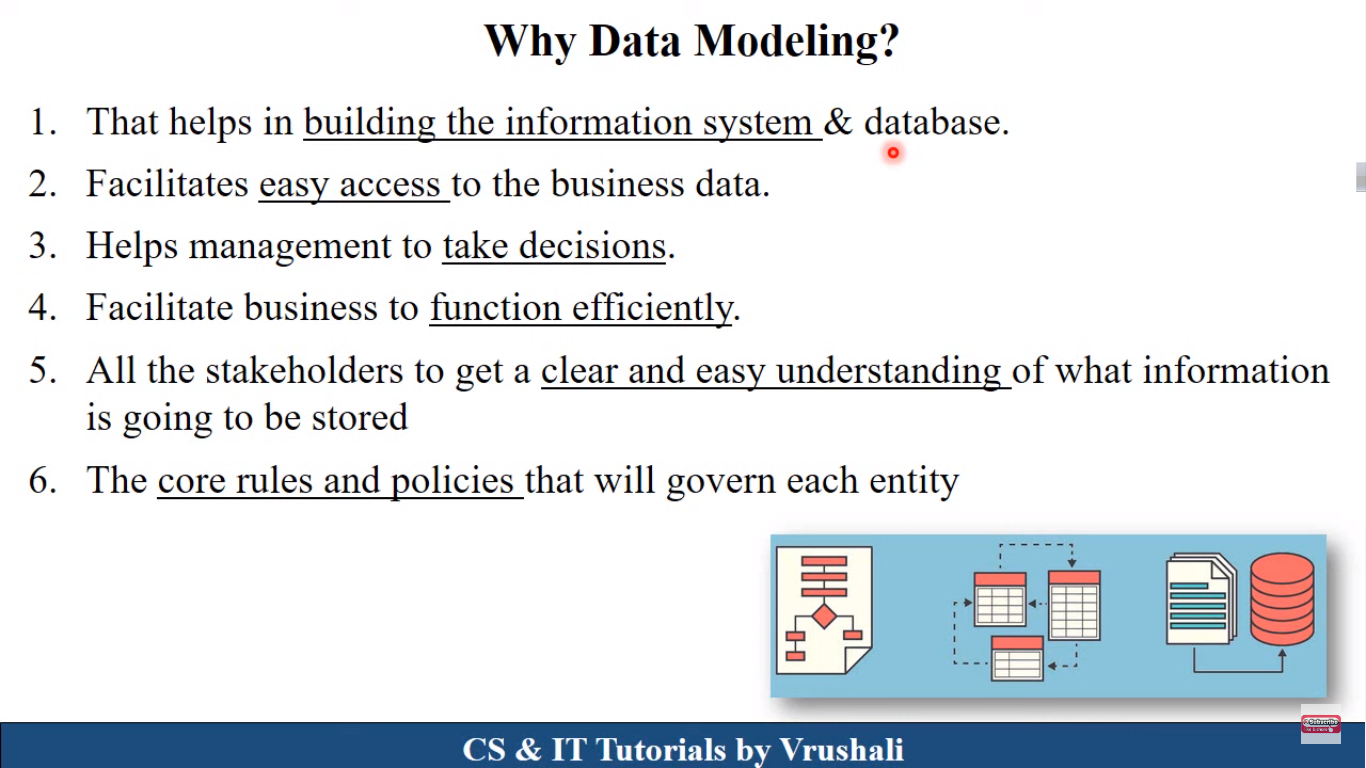 Why Data Modeling?
1. That helps in building the information system & database.
2. Facilitates easy access to the business data.
3. Helps management to take decisions.
4. Facilitate business to function efficiently.
5. All the stakeholders to get a clear and easy understanding of what information
is going to be stored
6. The core rules and policies that will govern each entity
Subscribe
CS & IT Tutorials by Vrushali